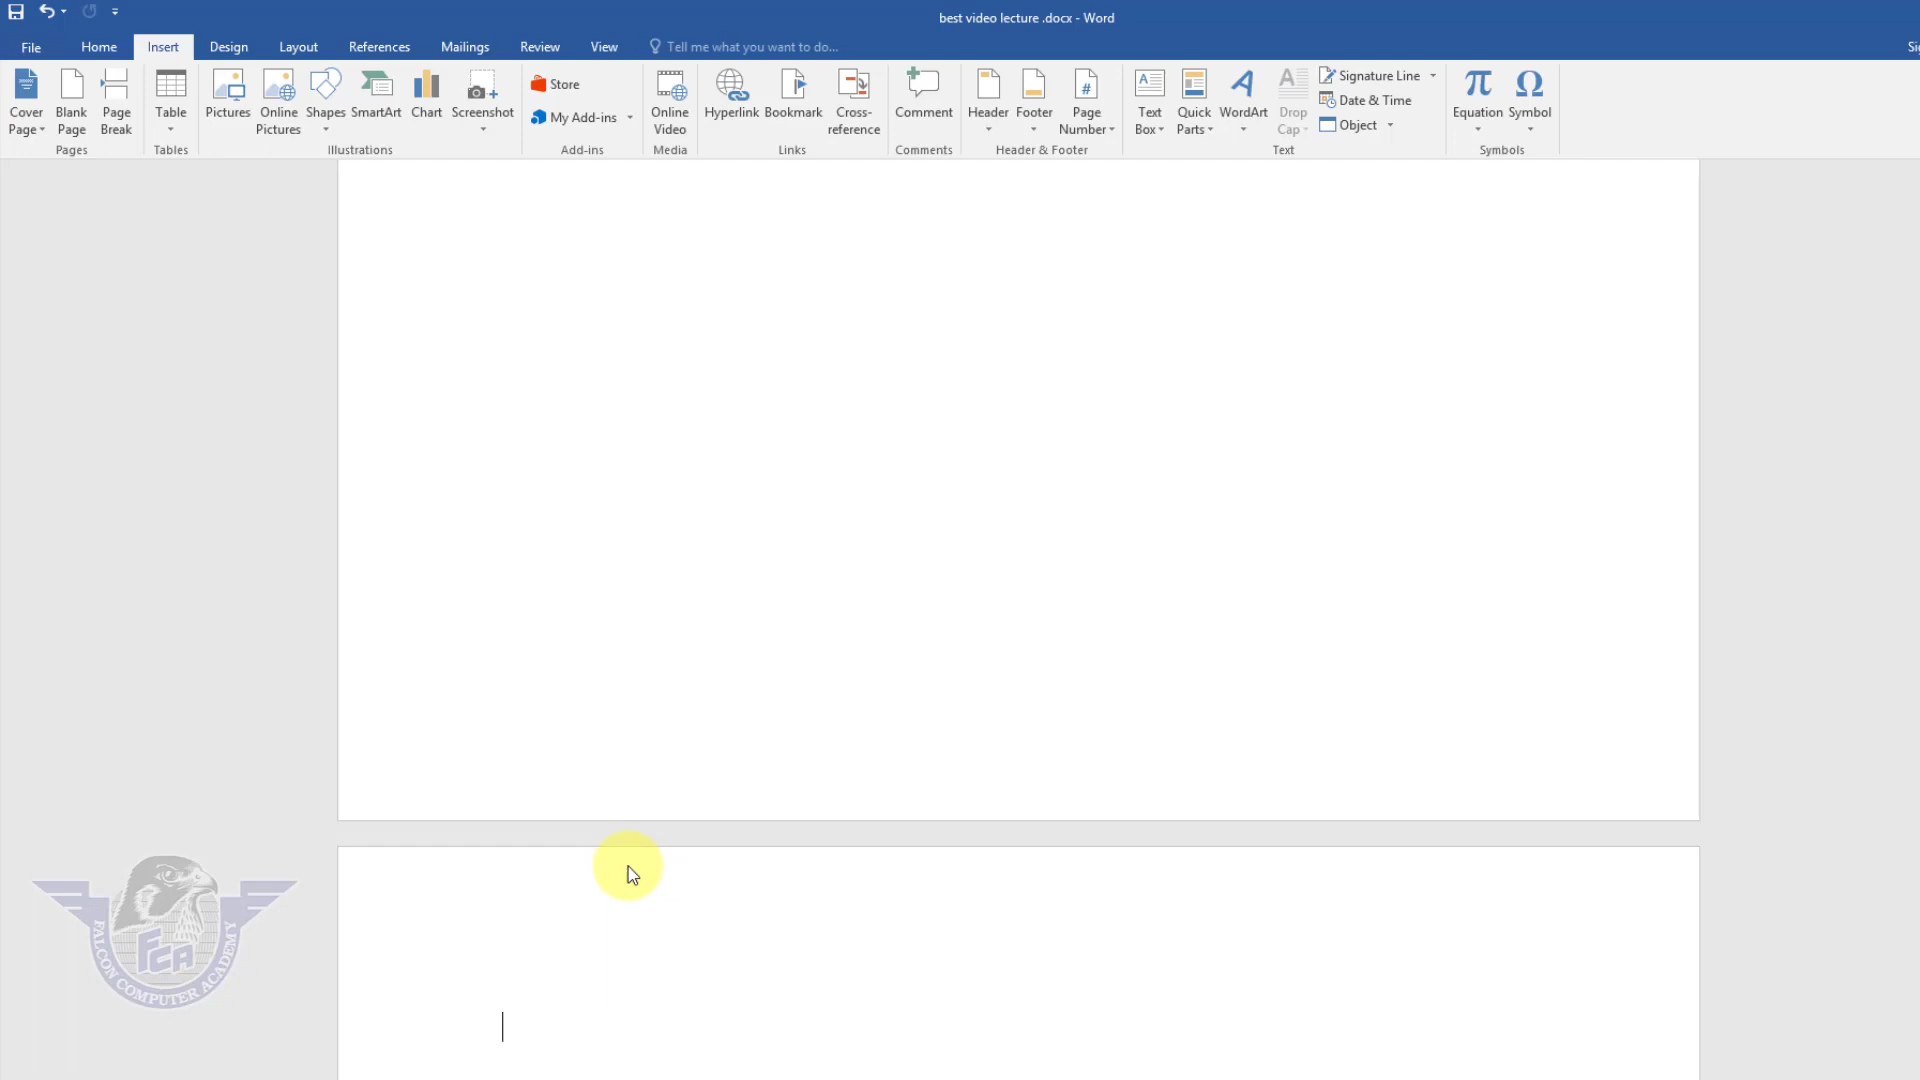 best video lecture .docx - Word
File Home Insert Design Layout References Mailings Review View Tell me what you want to do...
Cover Page
Blank Page
Page Break
Pages
Table
Tables
Pictures
Online Pictures
Shapes
SmartArt
Chart
Screenshot
Illustrations
Store
My Add-ins
Add-ins
Online Video
Media
Hyperlink
Bookmark
Cross-reference
Links
Comment
Comments
Header
Footer
Page Number
Header & Footer
Text Box
Quick Parts
WordArt
Drop Cap
Signature Line
Date & Time
Object
Text
Equation
Symbol
Symbols
FCA
FALCON COMPUTER ACADEMY